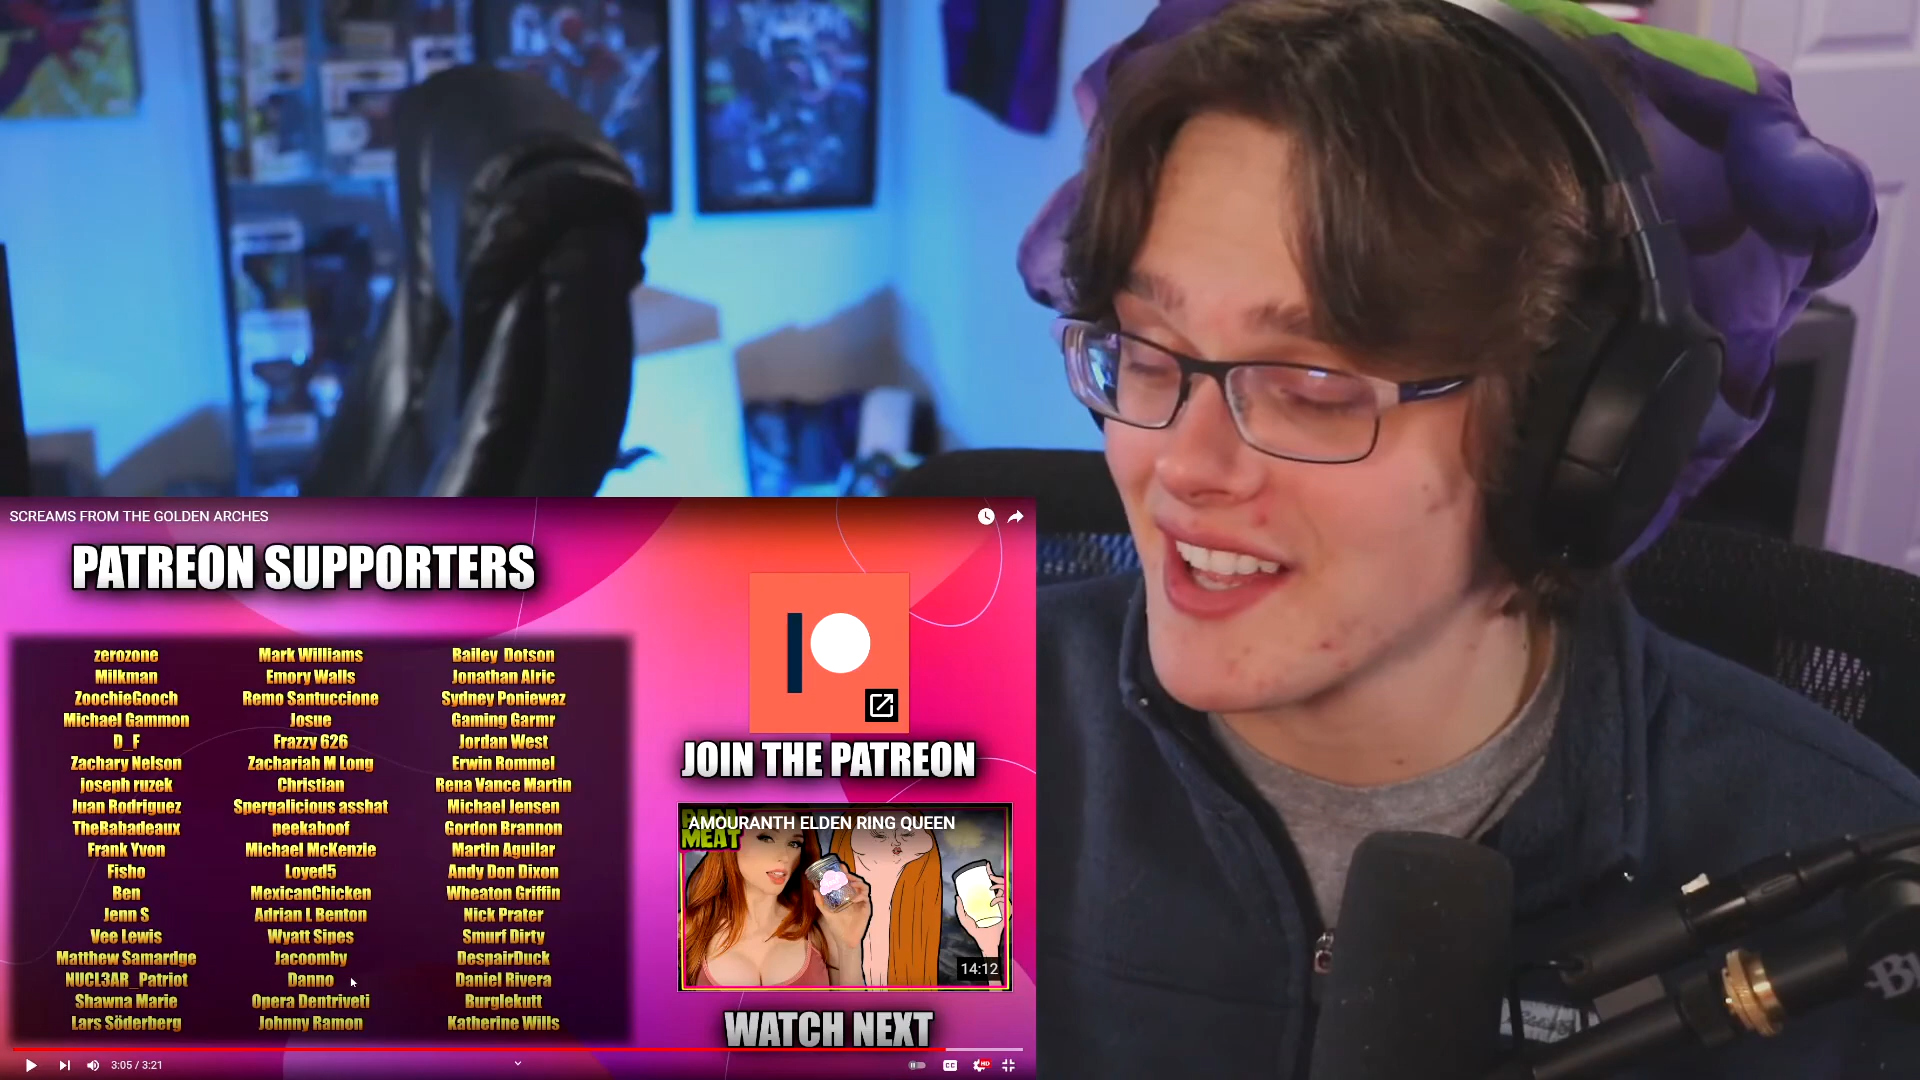 SCREAMS FROM THE GOLDEN ARCHES
PATREON SUPPORTERS
zerozone
Milkman
ZoochieGooch
Michael Gammon
D_F
Zachary Nelson
joseph ruzek
Juan Rodriguez
TheBabadeaux
Frank Yvon
Fisho
Ben
Jenn S
Vee Lewis
Matthew Samardge
NUCL3AR_Patriot
Shawna Marie
Lars Söderberg
Mark Williams
Emory Walls
Remo Santuccione
Josue
Frazzy 626
Zachariah M Long
Christian
Spergalicious asshat
peekaboof
Michael McKenzie
Loyed5
MexicanChicken
Adrian L Benton
Wyatt Sipes
Jacoomby
Danno
Opera Dentriveti
Johnny Ramon
Bailey Dotson
Jonathan Alric
Sydney Poniewaz
Gaming Garmr
Jordan West
Erwin Rommel
Rena Vance Martin
Michael Jensen
Gordon Brannon
Martin Aguilar
Andy Don Dixon
Wheaton Griffin
Nick Prater
Smurf Dirty
DespairDuck
Daniel Rivera
Burglekutt
Katherine Wills
JOIN THE PATREON
AMOURANTH ELDEN RING QUEEN
MEAT
14:12
WATCH NEXT
3:05 / 3:21
CC
HD